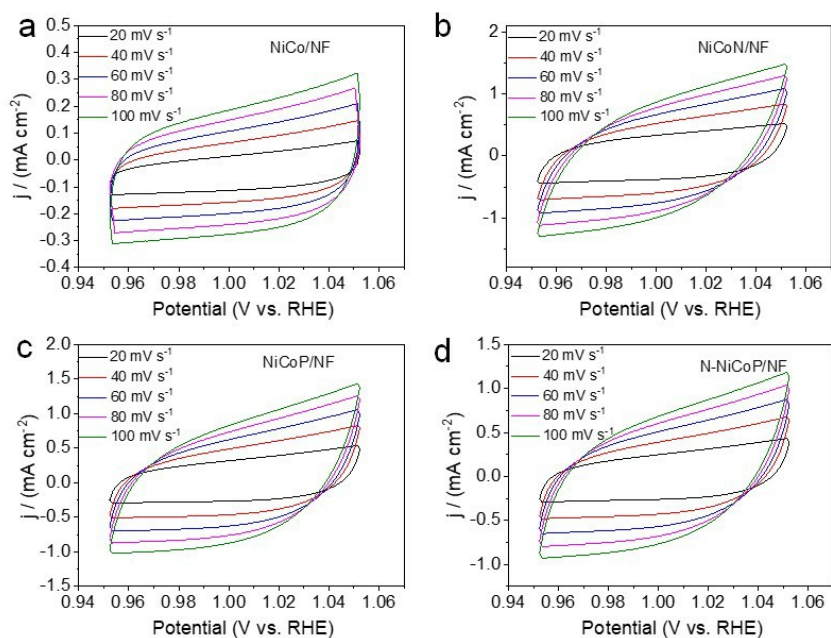 a
NiCo/NF
20 mV s⁻¹
40 mV s⁻¹
60 mV s⁻¹
80 mV s⁻¹
100 mV s⁻¹
0.5
0.4
0.3
0.2
0.1
0.0
-0.1
-0.2
-0.3
0.4
j / (mA cm⁻²)
0.94 0.96 0.98 1.00 1.02 1.04 1.06
Potential (V vs. RHE)
b
NiCoN/NF
20 mV s⁻¹
40 mV s⁻¹
60 mV s⁻¹
80 mV s⁻¹
100 mV s⁻¹
2
1
0
-1
j / (mA cm⁻²)
0.94 0.96 0.98 1.00 1.02 1.04 1.06
Potential (V vs. RHE)
c
NiCoP/NF
20 mV s⁻¹
40 mV s⁻¹
60 mV s⁻¹
80 mV s⁻¹
100 mV s⁻¹
2.0
1.5
1.0
0.5
0.0
-0.5
-1.0
-1.5
j / (mA cm⁻²)
0.94 0.96 0.98 1.00 1.02 1.04 1.06
Potential (V vs. RHE)
d
N-NiCoP/NF
20 mV s⁻¹
40 mV s⁻¹
60 mV s⁻¹
80 mV s⁻¹
100 mV s⁻¹
1.5
1.0
0.5
0.0
-0.5
-1.0
j / (mA cm⁻²)
0.94 0.96 0.98 1.00 1.02 1.04 1.06
Potential (V vs. RHE)